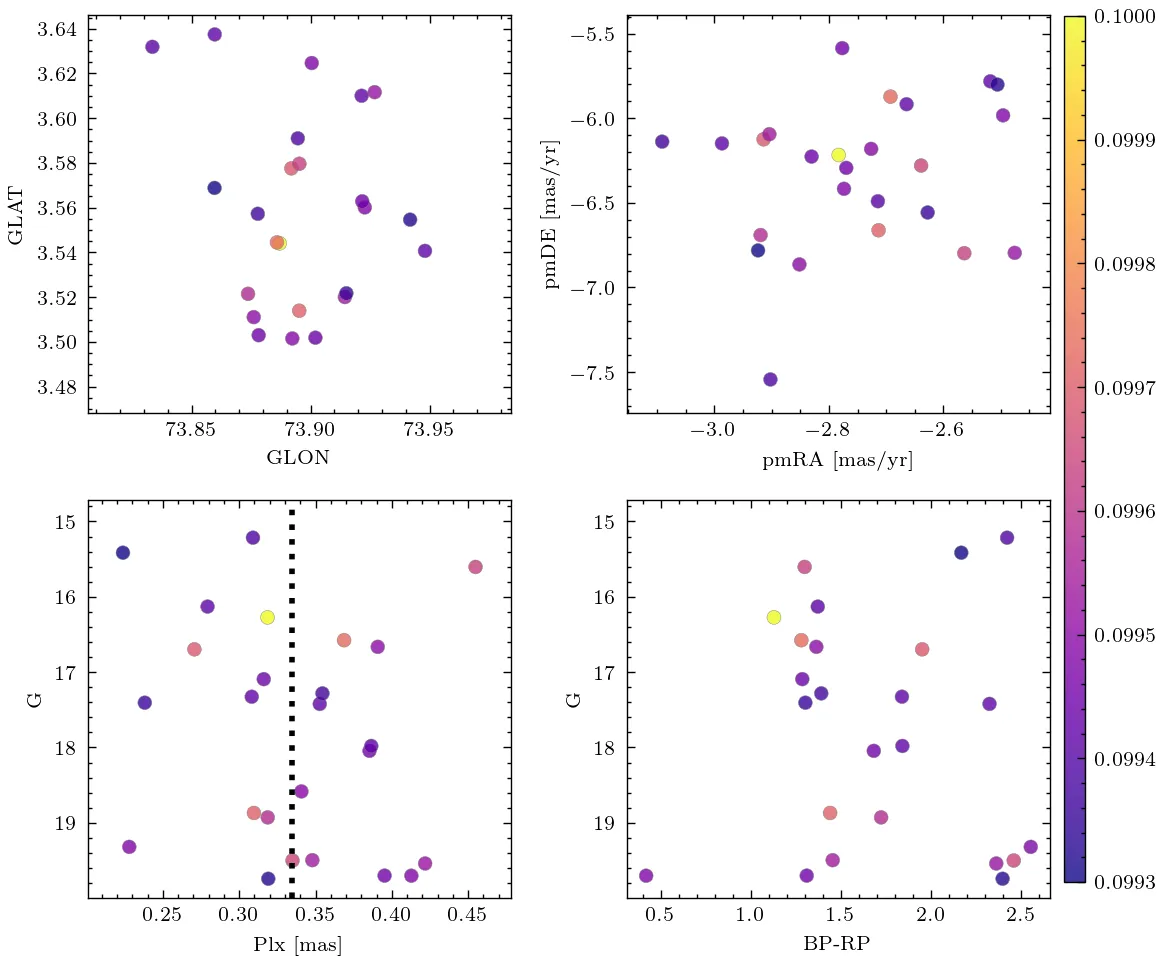 3.64
3.62
3.60
3.58
3.56
3.54
3.52
3.50
3.48
GLAT
73.85 73.90 73.95
GLON
−5.5
−6.0
−6.5
−7.0
−7.5
pmDE [mas/yr]
−3.0 −2.8 −2.6
pmRA [mas/yr]
0.1000
0.0999
0.0998
0.0997
0.0996
0.0995
0.0994
0.0993
15
16
17
18
19
G
0.25 0.30 0.35 0.40 0.45
Plx [mas]
15
16
17
18
19
G
0.5 1.0 1.5 2.0 2.5
BP-RP